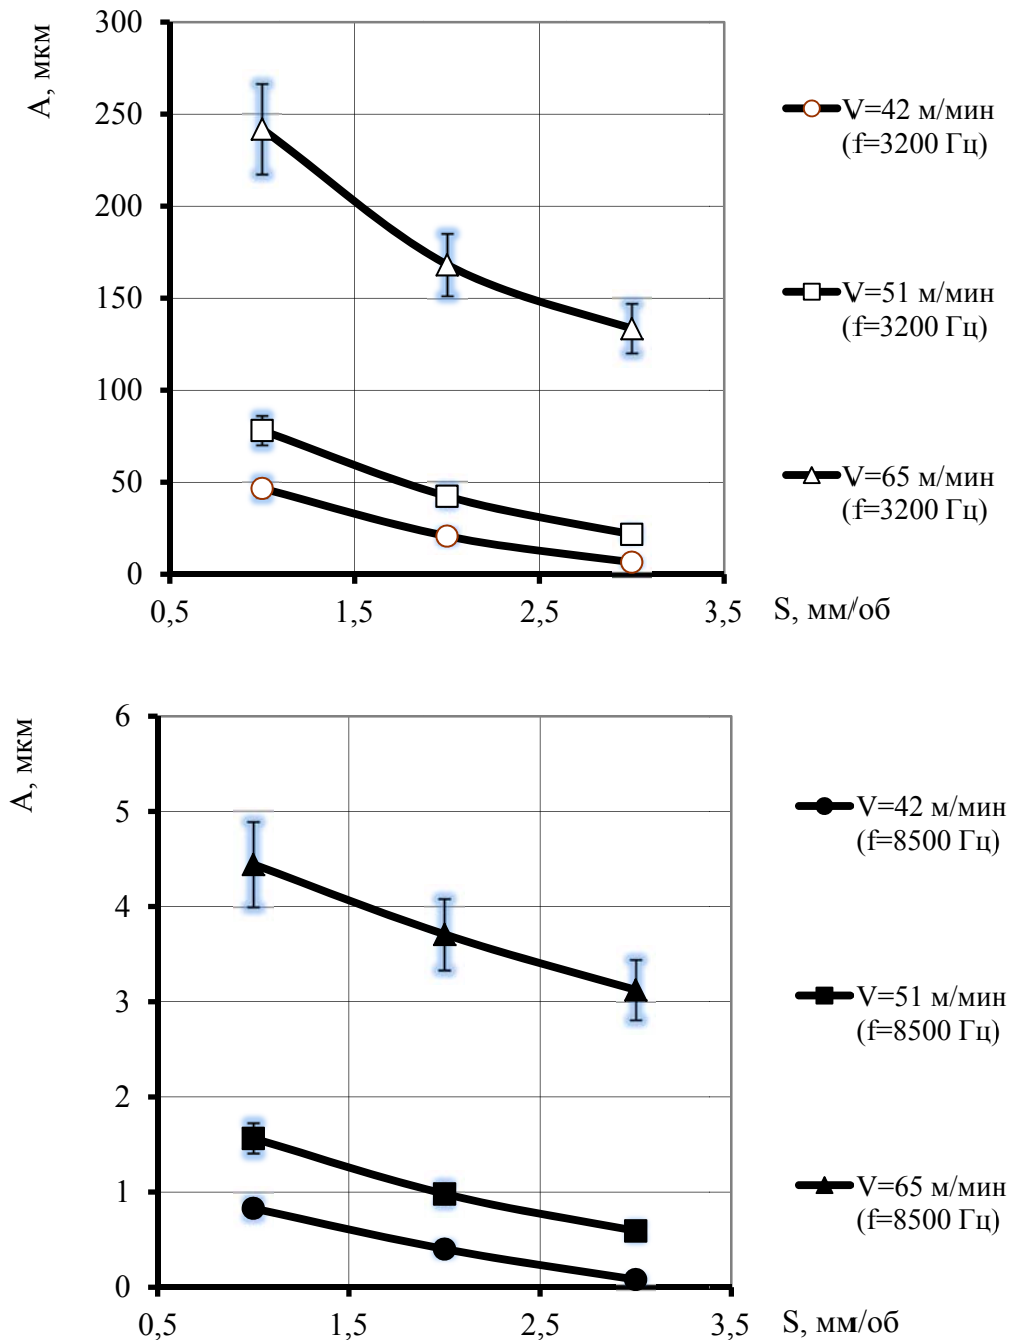 A, мкм
300
250
200
150
100
50
0
0,5 1,5 2,5 3,5
S, мм/об
V=42 м/мин
(f=3200 Гц)
V=51 м/мин
(f=3200 Гц)
V=65 м/мин
(f=3200 Гц)
A, мкм
6
5
4
3
2
1
0
0,5 1,5 2,5 3,5
S, мм/об
V=42 м/мин
(f=8500 Гц)
V=51 м/мин
(f=8500 Гц)
V=65 м/мин
(f=8500 Гц)